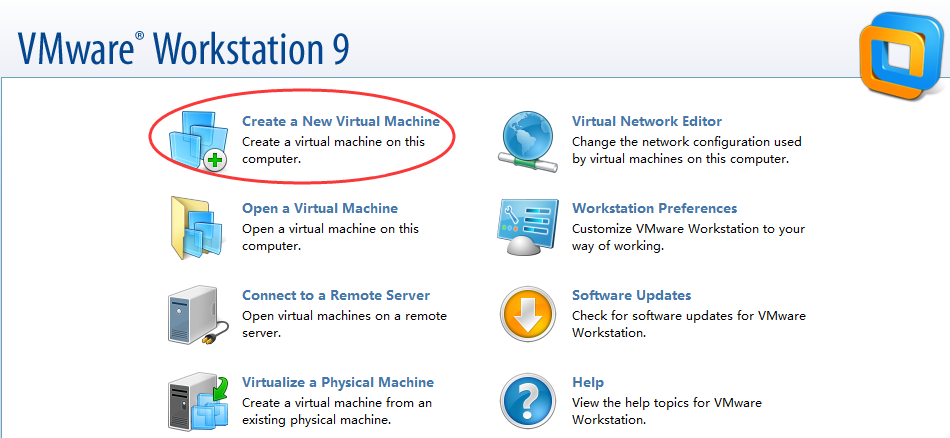 VMware® Workstation 9
Create a New Virtual Machine
Create a virtual machine on this
computer.
Open a Virtual Machine
Open a virtual machine on this
computer.
Connect to a Remote Server
Open virtual machines on a remote
server.
Virtualize a Physical Machine
Create a virtual machine from an
existing physical machine.
Virtual Network Editor
Change the network configuration used
by virtual machines on this computer.
Workstation Preferences
Customize VMware Workstation to your
way of working.
Software Updates
Check for software updates for VMware
Workstation.
Help
View the help topics for VMware
Workstation.